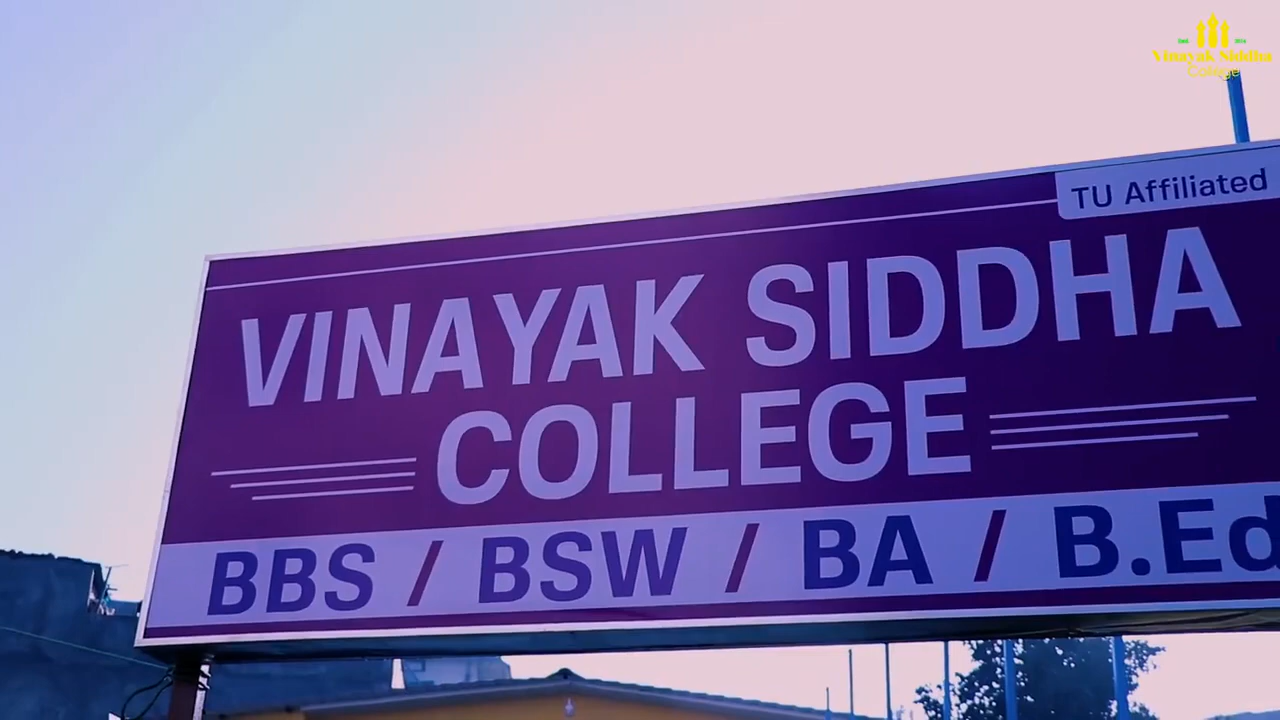 Vinayak Siddha
College
TU Affiliated
VINAYAK SIDDHA
COLLEGE
BBS / BSW / BA / B.Ed